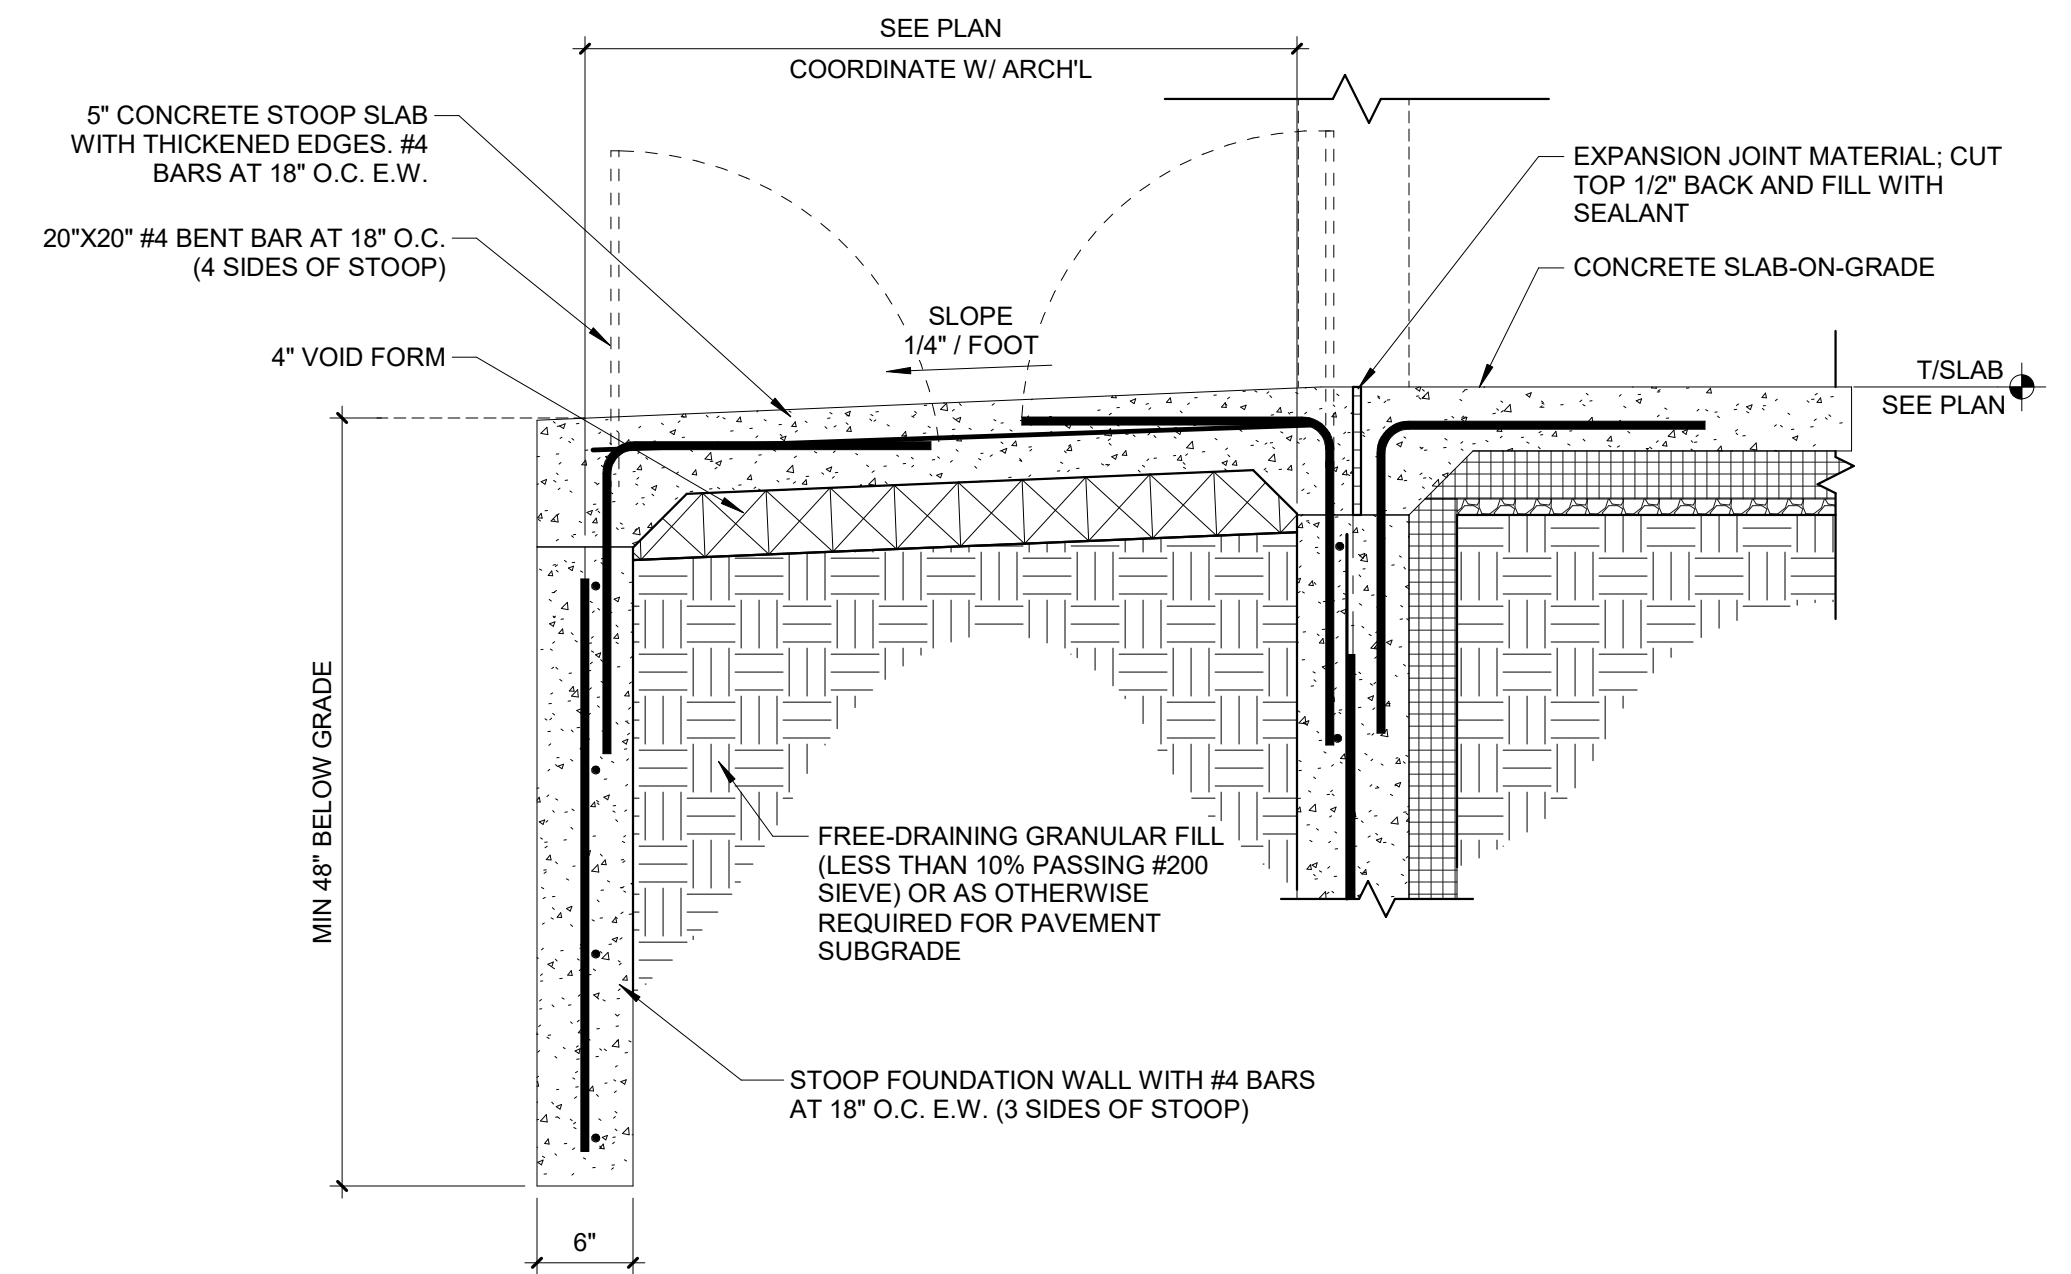 SEE PLAN
COORDINATE W/ ARCH'L
5" CONCRETE STOOP SLAB
WITH THICKENED EDGES. #4
BARS AT 18" O.C. E.W.
20"X20" #4 BENT BAR AT 18" O.C.
(4 SIDES OF STOOP)
4" VOID FORM
SLOPE
1/4" / FOOT
EXPANSION JOINT MATERIAL; CUT
TOP 1/2" BACK AND FILL WITH
SEALANT
CONCRETE SLAB-ON-GRADE
T/SLAB
SEE PLAN
MIN 48" BELOW GRADE
FREE-DRAINING GRANULAR FILL
(LESS THAN 10% PASSING #200
SIEVE) OR AS OTHERWISE
REQUIRED FOR PAVEMENT
SUBGRADE
STOOP FOUNDATION WALL WITH #4 BARS
AT 18" O.C. E.W. (3 SIDES OF STOOP)
6"